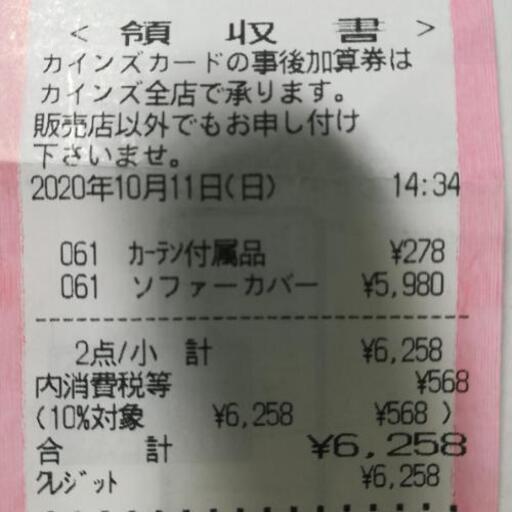 < 領 収 書 >
カインズカードの事後加算券は
カインズ全店で承ります。
販売店以外でもお申し付け
下さいませ。
2020年10月11日(日) 14:34
061 ｶｰﾃﾝ付属品 ¥278
061 ソファーカバー ¥5,980
2点/小 計 ¥6,258
内消費税等 ¥568
(10%対象 ¥6,258 ¥568 )
合 計 ¥6,258
ｸﾚｼﾞｯﾄ ¥6,258